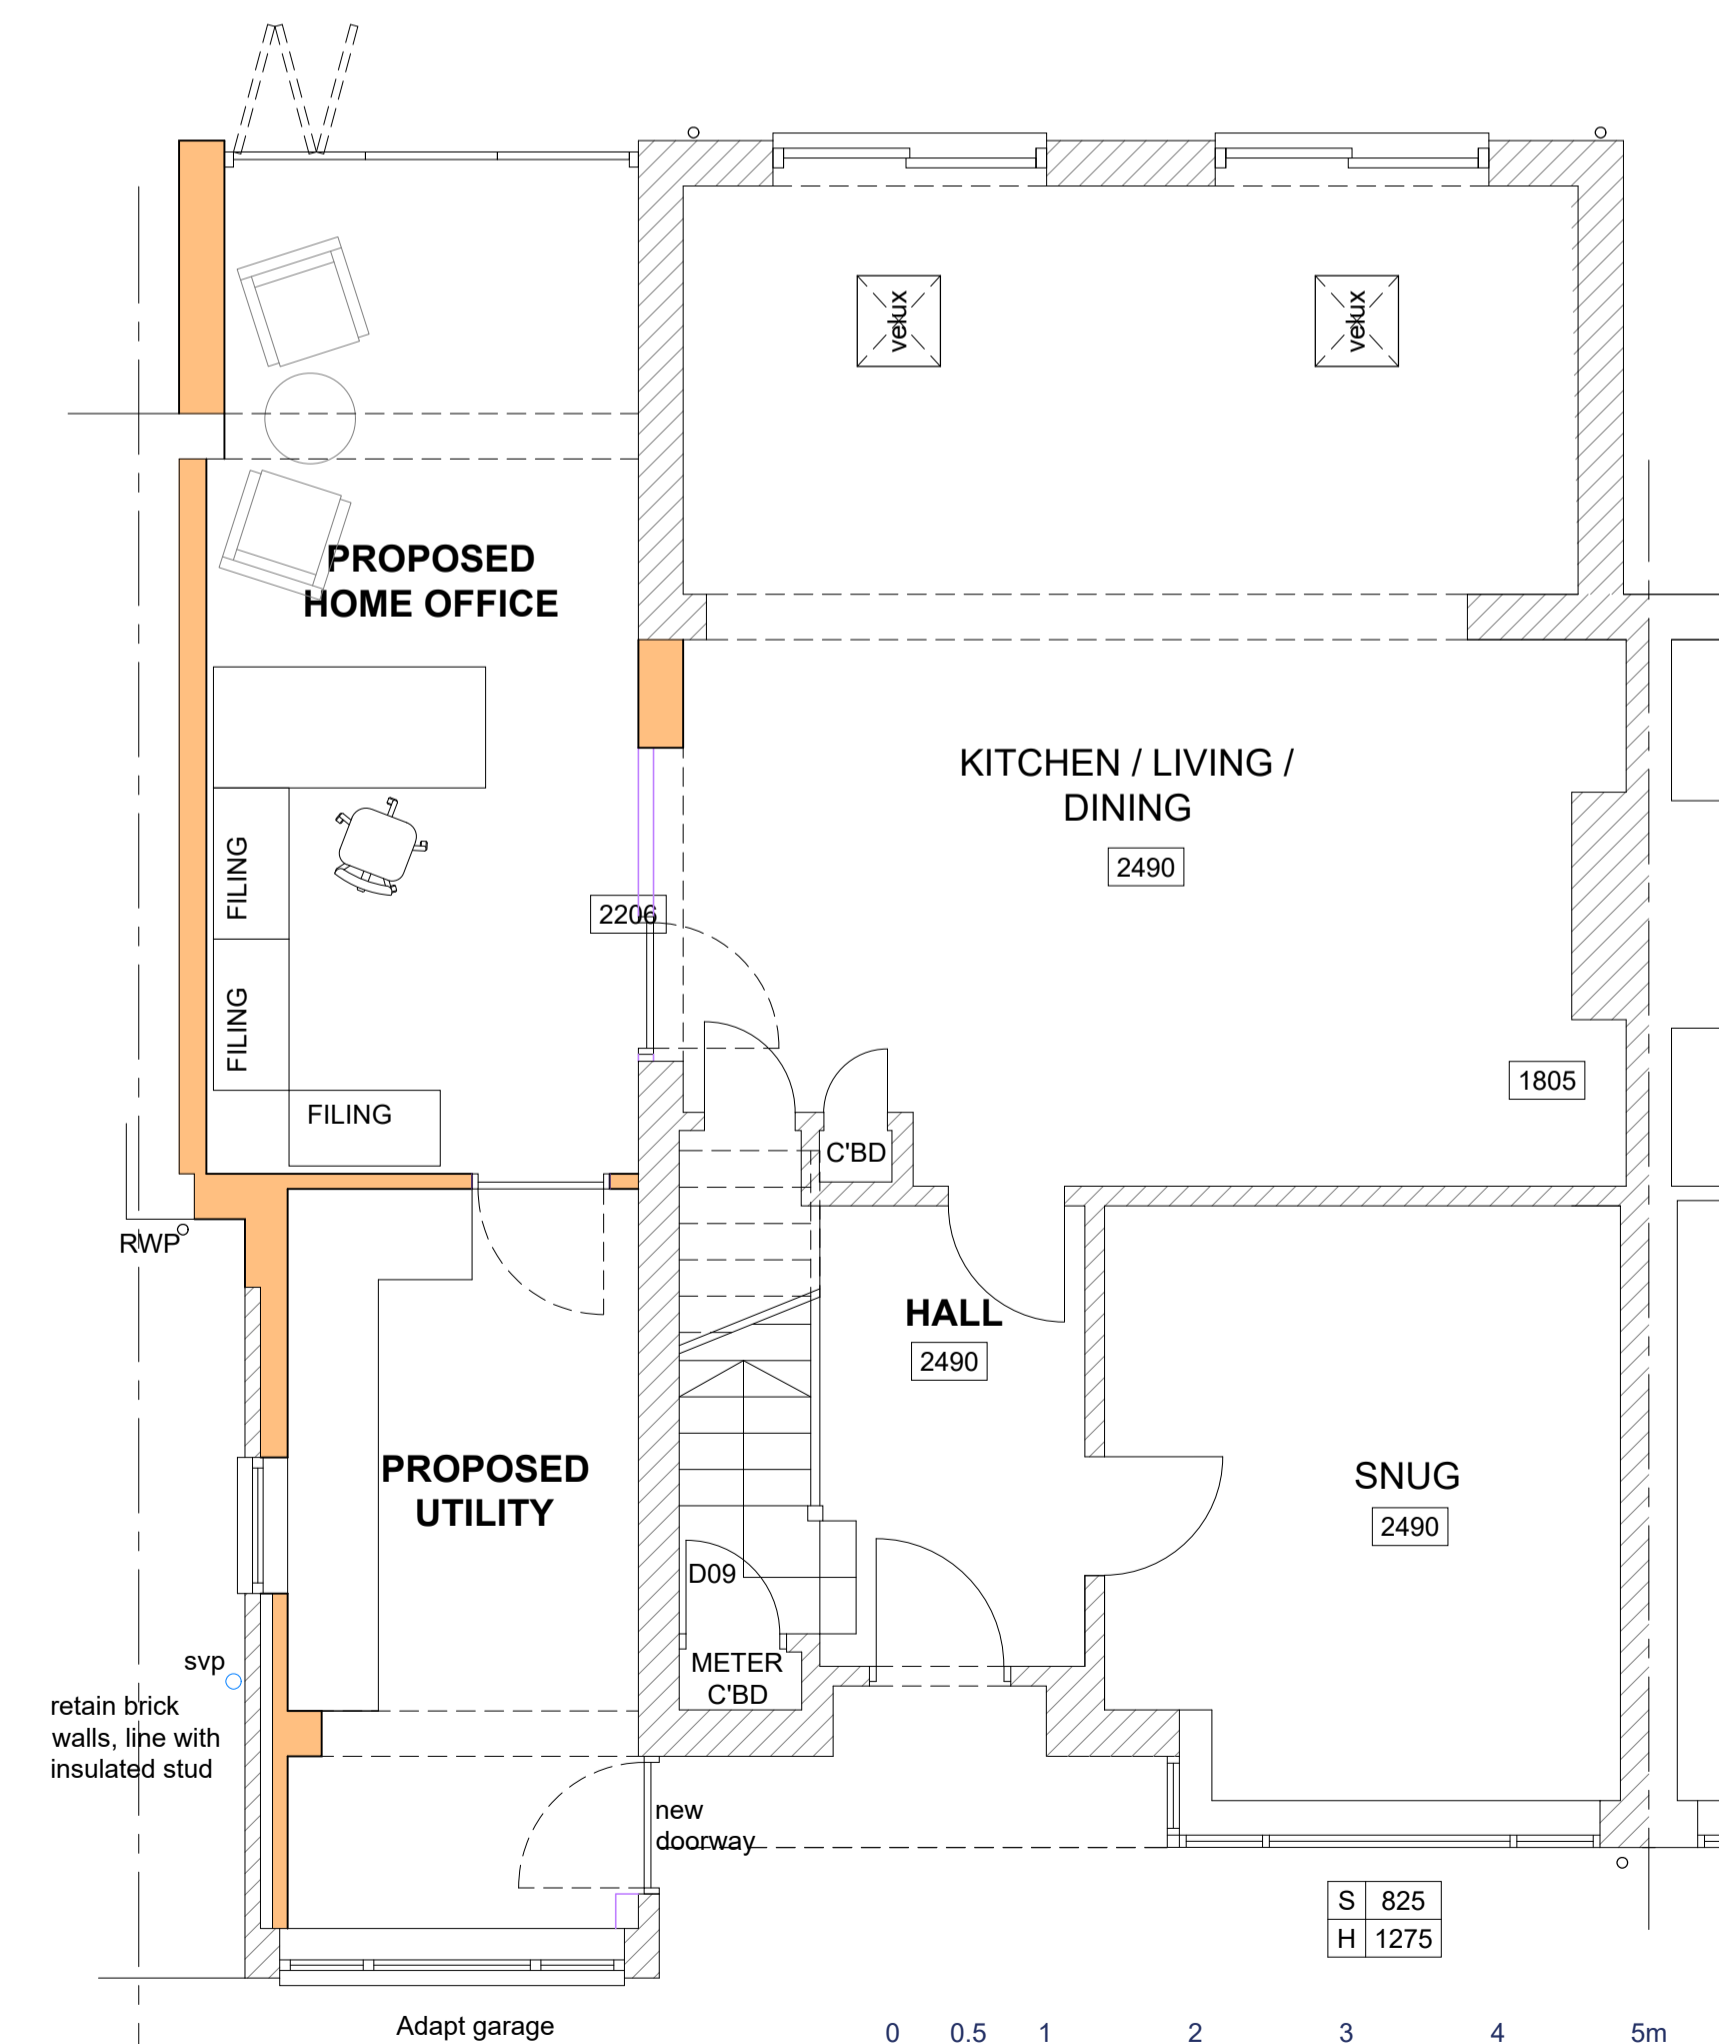 velux
velux
PROPOSED
HOME OFFICE
KITCHEN / LIVING /
DINING
2490
FILING
2206
FILING
1805
FILING
C'BD
RWP
HALL
2490
PROPOSED
UTILITY
SNUG
2490
D09
svp
METER
C'BD
retain brick
walls, line with
insulated stud
new
doorway
S 825
H 1275
Adapt garage
0 0.5 1 2 3 4 5m